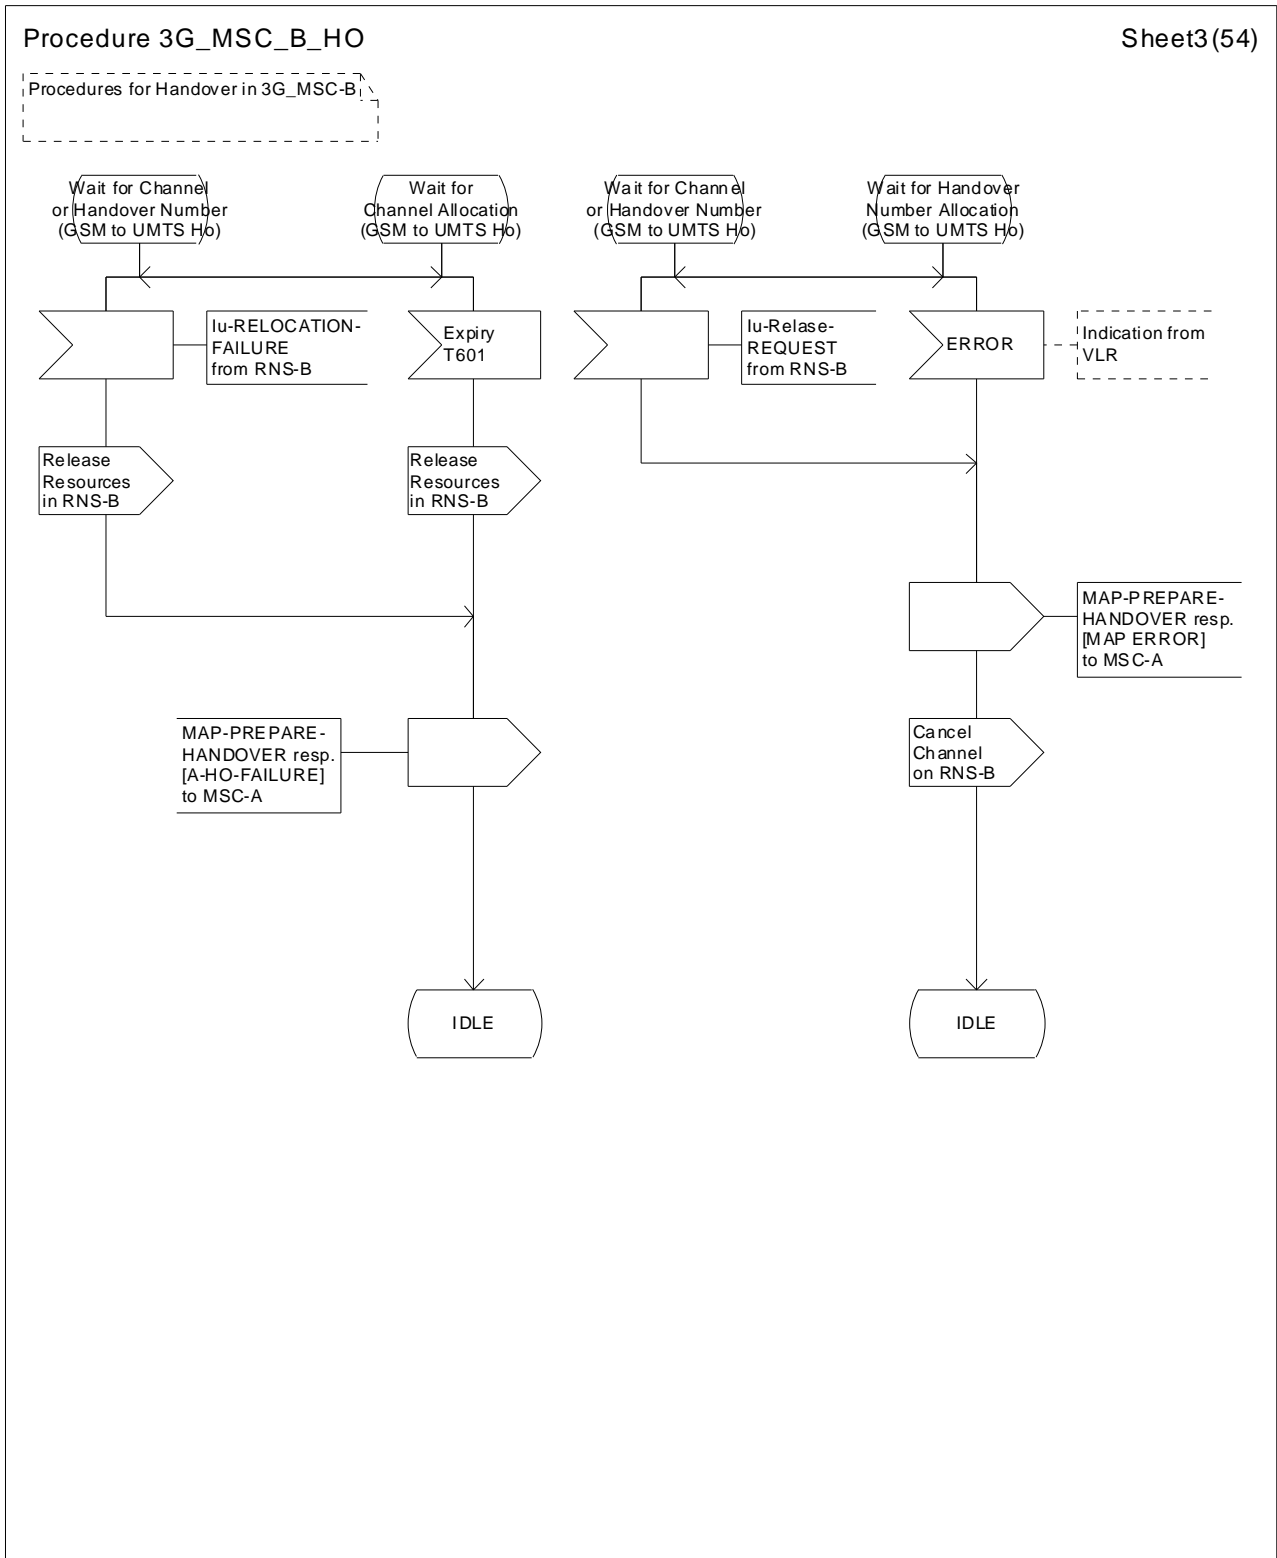 Procedure 3G_MSC_B_HO
Sheet3(54)
Procedures for Handover in 3G_MSC-B
Wait for Channel
or Handover Number
(GSM to UMTS Ho)
Wait for
Channel Allocation
(GSM to UMTS Ho)
Wait for Channel
or Handover Number
(GSM to UMTS Ho)
Wait for Handover
Number Allocation
(GSM to UMTS Ho)
Iu-RELOCATION-
FAILURE
from RNS-B
Expiry
T601
Iu-Relase-
REQUEST
from RNS-B
ERROR
Indication from
VLR
Release
Resources
in RNS-B
Release
Resources
in RNS-B
MAP-PREPARE-
HANDOVER resp.
[MAP ERROR]
to MSC-A
MAP-PREPARE-
HANDOVER resp.
[A-HO-FAILURE]
to MSC-A
Cancel
Channel
on RNS-B
IDLE
IDLE